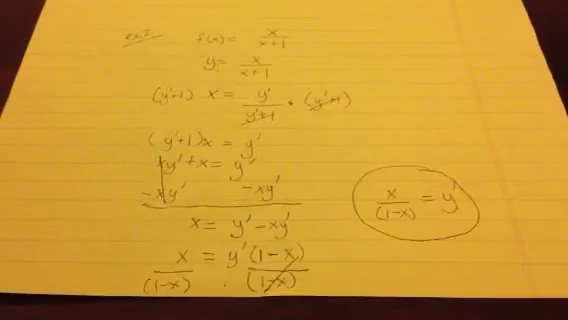 ex2 f(x) = x/(x+1)
y = x/(x+1)
(y'+1) x = y'/(y'+1) • (y'+1)
(y'+1)x = y'
xy' + x = y'
-xy' -xy'
x = y' - xy'
x/(1-x) = y'(1-x)/(1-x)
x/(1-x) = y'